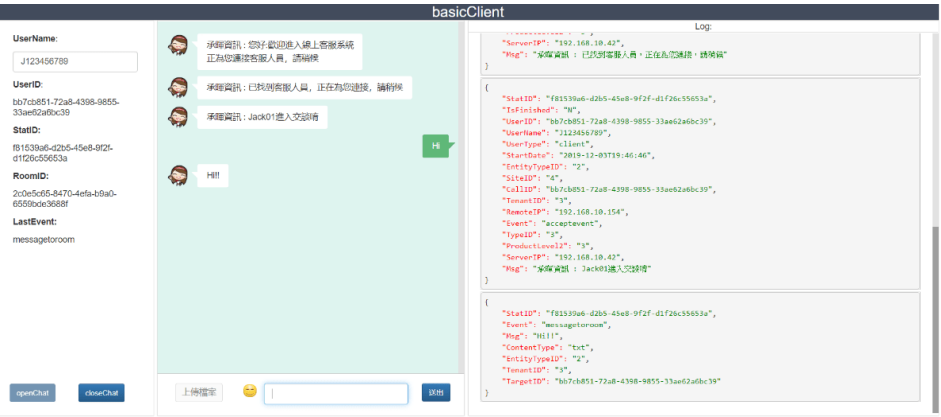 basicClient
UserName:
J123456789
UserID:
bb7cb851-72a8-4398-9855-
33ae62a6bc39
StatID:
f81539a6-d2b5-45e8-9f2f-
d1f26c55653a
RoomID:
2c0e5c65-8470-4efa-b9a0-
6559bde3688f
LastEvent:
messagetoroom
openChat
closeChat
承暉資訊 : 您好:歡迎進入線上客服系統
正為您連接客服人員，請稍候
承暉資訊 : 已找到客服人員，正在為您連接，請稍候
承暉資訊 : Jack01進入交談唷
Hi
Hi!!
上傳檔案
送出
Log:
"ServerIP": "192.168.10.42",
"Msg": "承暉資訊 : 已找到客服人員，正在為您連接，請稍候"
}
{
"StatID": "f81539a6-d2b5-45e8-9f2f-d1f26c55653a",
"IsFinished": "N",
"UserID": "bb7cb851-72a8-4398-9855-33ae62a6bc39",
"UserName": "J123456789",
"UserType": "client",
"StartDate": "2019-12-03T19:46:46",
"EntityTypeID": "2",
"SiteID": "4",
"CallID": "bb7cb851-72a8-4398-9855-33ae62a6bc39",
"TenantID": "3",
"RemoteIP": "192.168.10.154",
"Event": "acceptevent",
"TypeID": "3",
"ProductLevel2": "3",
"ServerIP": "192.168.10.42",
"Msg": "承暉資訊 : Jack01進入交談唷"
}
{
"StatID": "f81539a6-d2b5-45e8-9f2f-d1f26c55653a",
"Event": "messagetoroom",
"Msg": "Hi!!",
"ContentType": "txt",
"EntityTypeID": "2",
"TenantID": "3",
"TargetID": "bb7cb851-72a8-4398-9855-33ae62a6bc39"
}